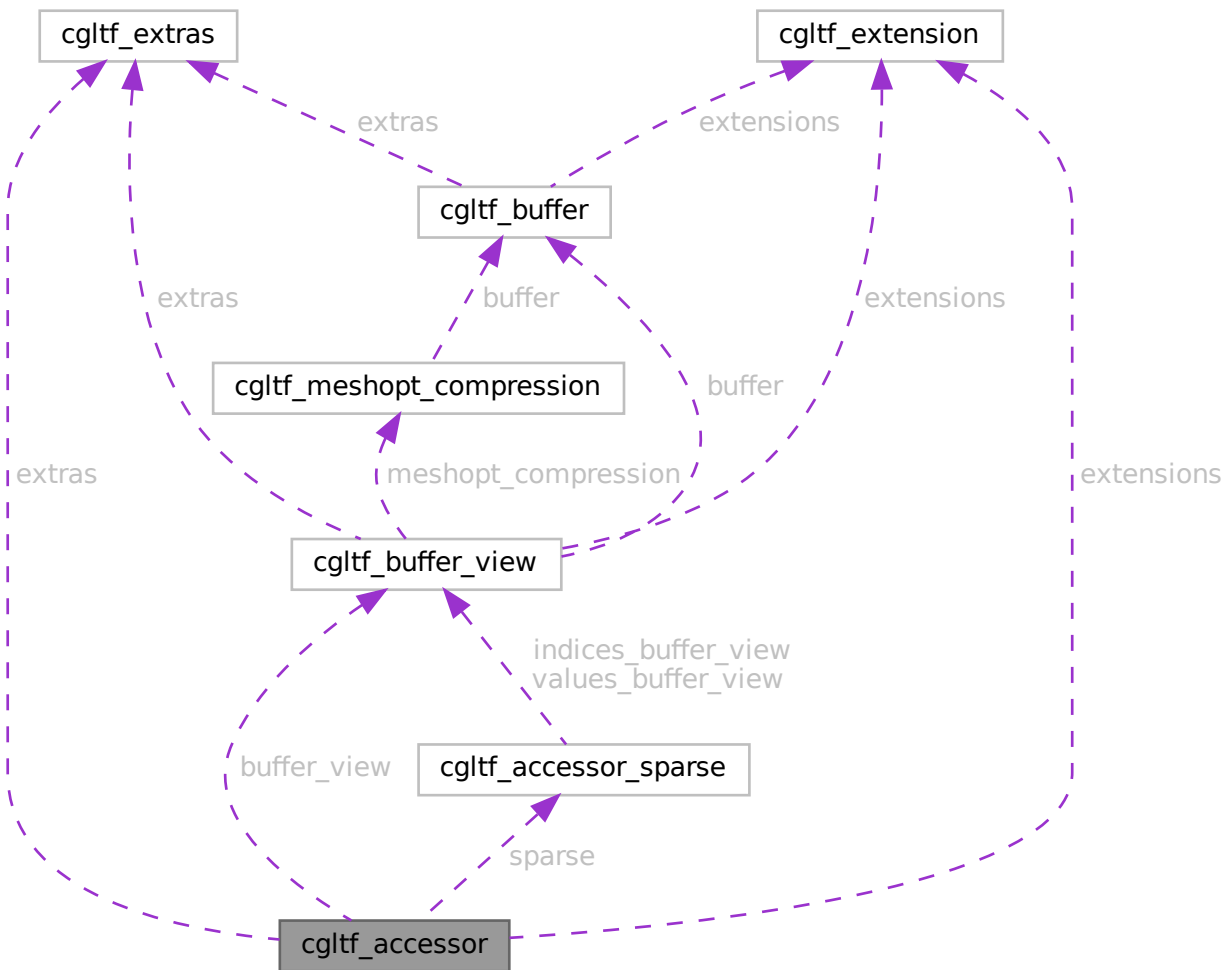 cgltf_extras
cgltf_extension
extras
extensions
cgltf_buffer
extras
buffer
extensions
cgltf_meshopt_compression
buffer
extras
meshopt_compression
extensions
cgltf_buffer_view
indices_buffer_view
values_buffer_view
buffer_view
cgltf_accessor_sparse
sparse
cgltf_accessor